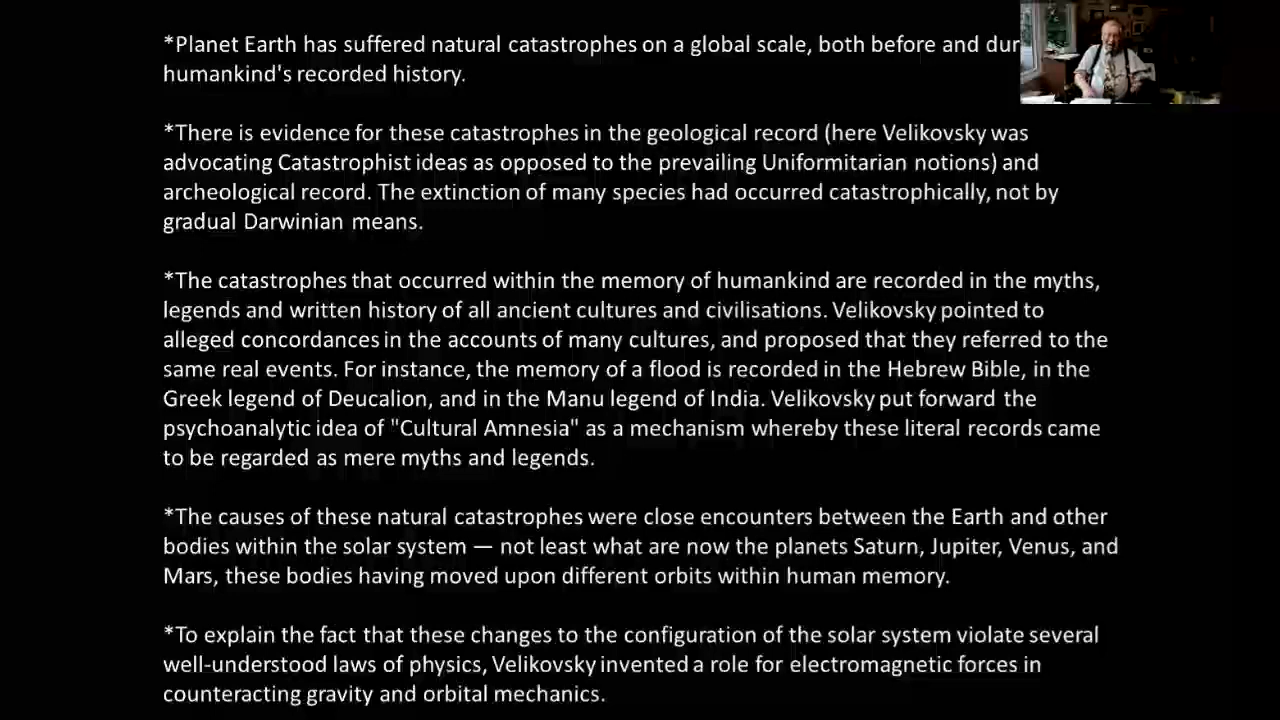 *Planet Earth has suffered natural catastrophes on a global scale, both before and dur
humankind's recorded history.
*There is evidence for these catastrophes in the geological record (here Velikovsky was
advocating Catastrophist ideas as opposed to the prevailing Uniformitarian notions) and
archeological record. The extinction of many species had occurred catastrophically, not by
gradual Darwinian means.
*The catastrophes that occurred within the memory of humankind are recorded in the myths,
legends and written history of all ancient cultures and civilisations. Velikovsky pointed to
alleged concordances in the accounts of many cultures, and proposed that they referred to the
same real events. For instance, the memory of a flood is recorded in the Hebrew Bible, in the
Greek legend of Deucalion, and in the Manu legend of India. Velikovsky put forward the
psychoanalytic idea of "Cultural Amnesia" as a mechanism whereby these literal records came
to be regarded as mere myths and legends.
*The causes of these natural catastrophes were close encounters between the Earth and other
bodies within the solar system — not least what are now the planets Saturn, Jupiter, Venus, and
Mars, these bodies having moved upon different orbits within human memory.
*To explain the fact that these changes to the configuration of the solar system violate several
well-understood laws of physics, Velikovsky invented a role for electromagnetic forces in
counteracting gravity and orbital mechanics.